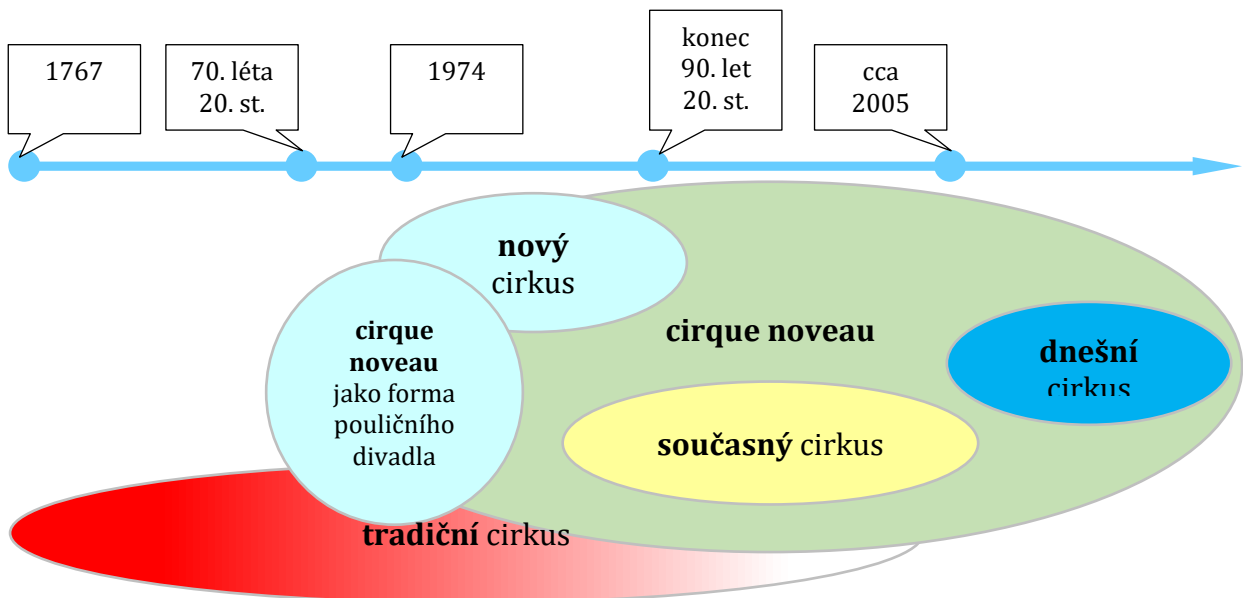 1767
70. léta
20. st.
1974
konec
90. let
20. st.
cca
2005
nový
cirkus
cirque
noveau
jako forma
pouličního
divadla
cirque noveau
dnešní
cirkus
současný cirkus
tradiční cirkus